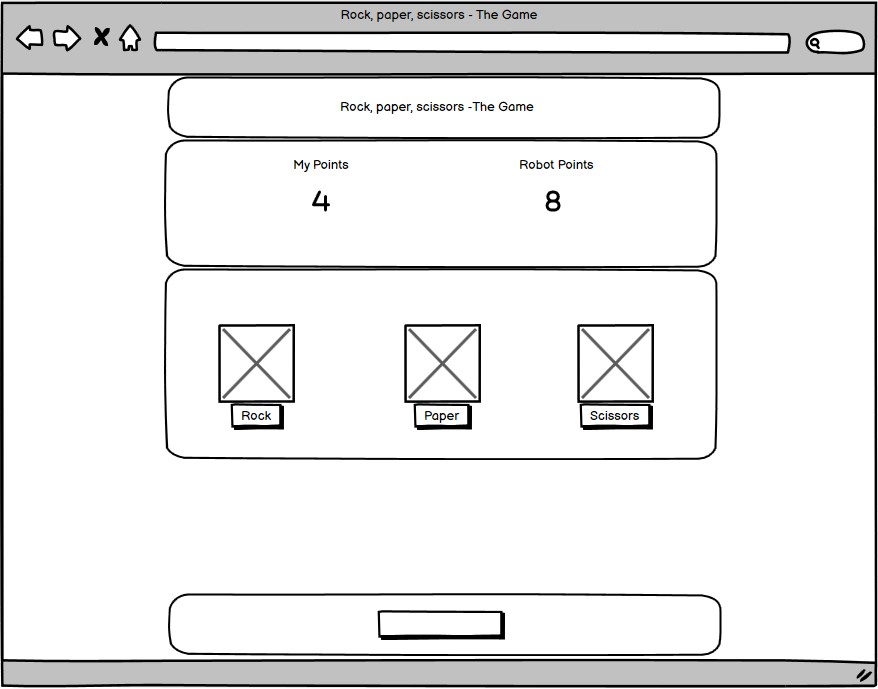 Rock, paper, scissors - The Game
Rock, paper, scissors -The Game
My Points
Robot Points
4
8
Rock
Paper
Scissors